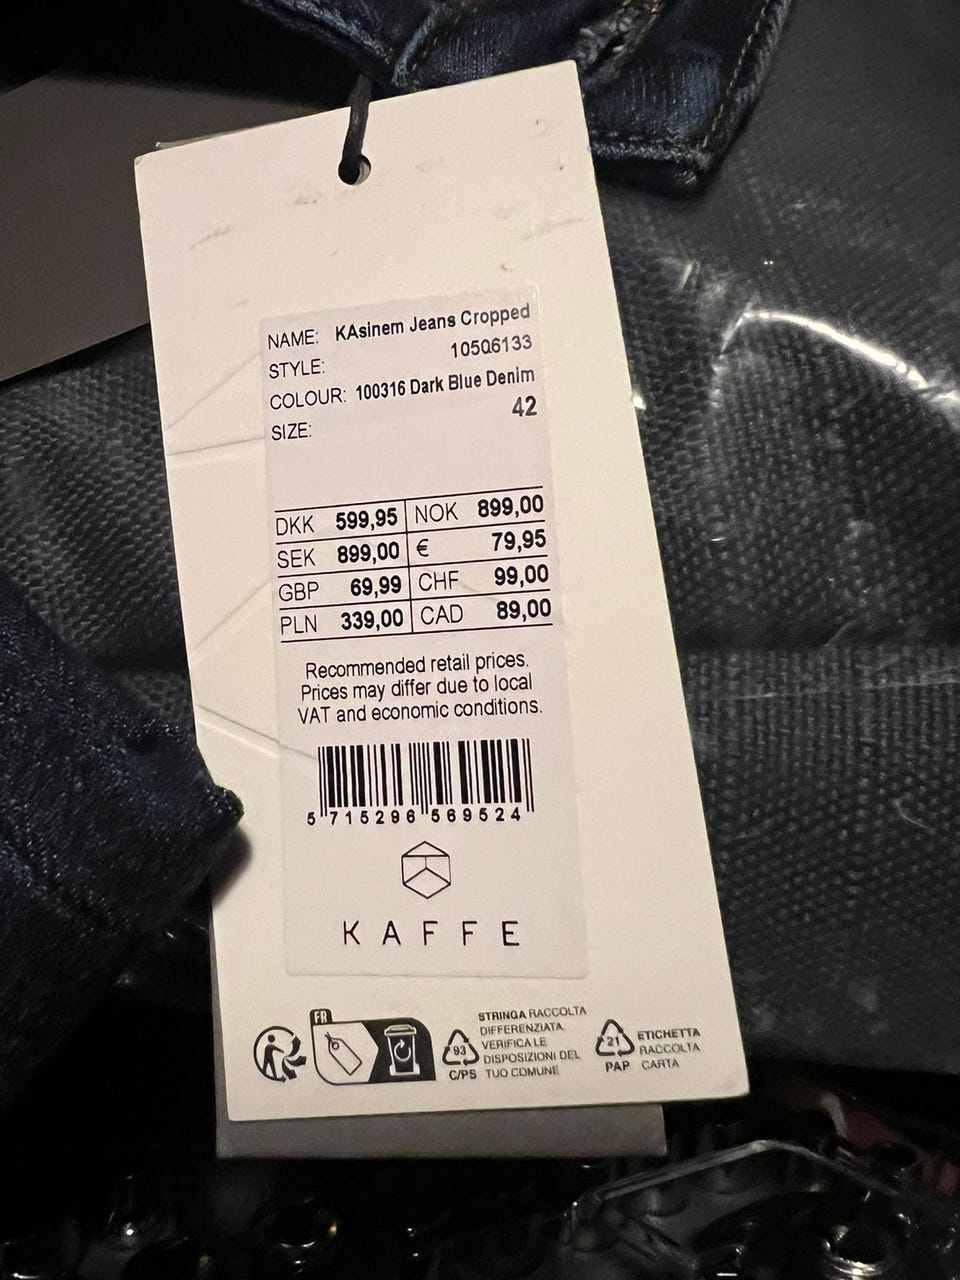 NAME: KAsinem Jeans Cropped
STYLE: 10506133
COLOUR: 100316 Dark Blue Denim
SIZE: 42
DKK 599,95 NOK 899,00
SEK 899,00 € 79,95
GBP 69,99 CHF 99,00
PLN 339,00 CAD 89,00
Recommended retail prices.
Prices may differ due to local
VAT and economic conditions.
5 715296 569524
KAFFE
FR
93
C/PS
STRINGA RACCOLTA
DIFFERENZIATA.
VERIFICA LE
DISPOSIZIONI DEL
TUO COMUNE
21
PAP
ETICHETTA
RACCOLTA
CARTA